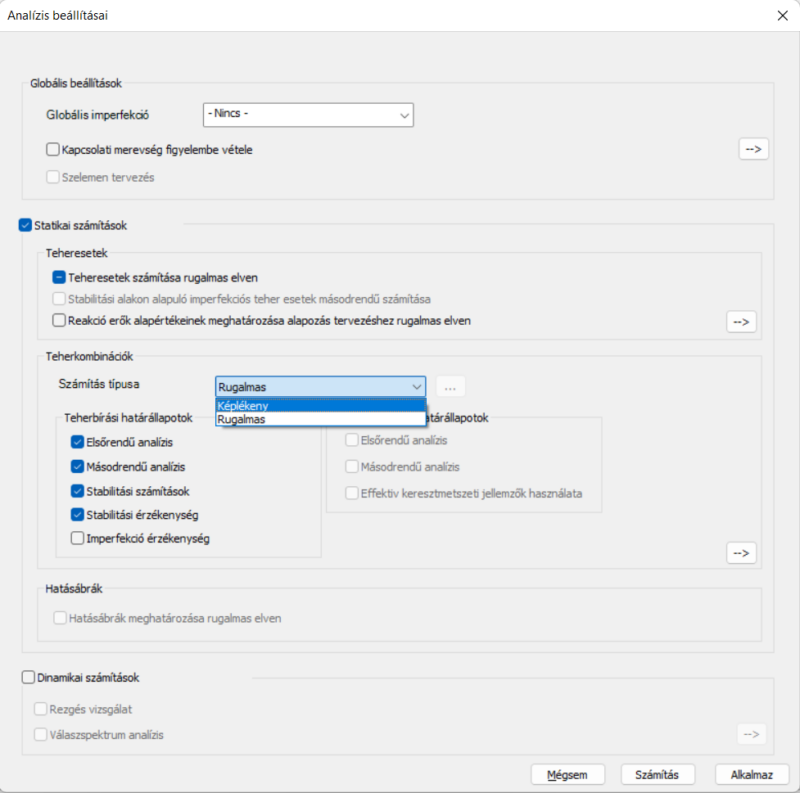 Analízis beállításai
Globális beállítások
Globális imperfekció
- Nincs -
Kapcsolati merevség figyelembe vétele
-->
Szelemen tervezés
Statikai számítások
Teheresetek
Teheresetek számítása rugalmas elven
Stabilitási alakon alapuló imperfekciós teher esetek másodrendű számítása
Reakció erők alapértékeinek meghatározása alapozás tervezéshez rugalmas elven
-->
Teherkombinációk
Számítás típusa
Rugalmas
...
Képlékeny
Rugalmas
Teherbírási határállapotok
atárállapotok
Elsőrendű analízis
Elsőrendű analízis
Másodrendű analízis
Másodrendű analízis
Stabilitási számítások
Effektiv keresztmetszeti jellemzők használata
Stabilitási érzékenység
Imperfekció érzékenység
-->
Hatásábrák
Hatásábrák meghatározása rugalmas elven
Dinamikai számítások
Rezgés vizsgálat
Válaszspektrum analízis
-->
Mégsem
Számítás
Alkalmaz